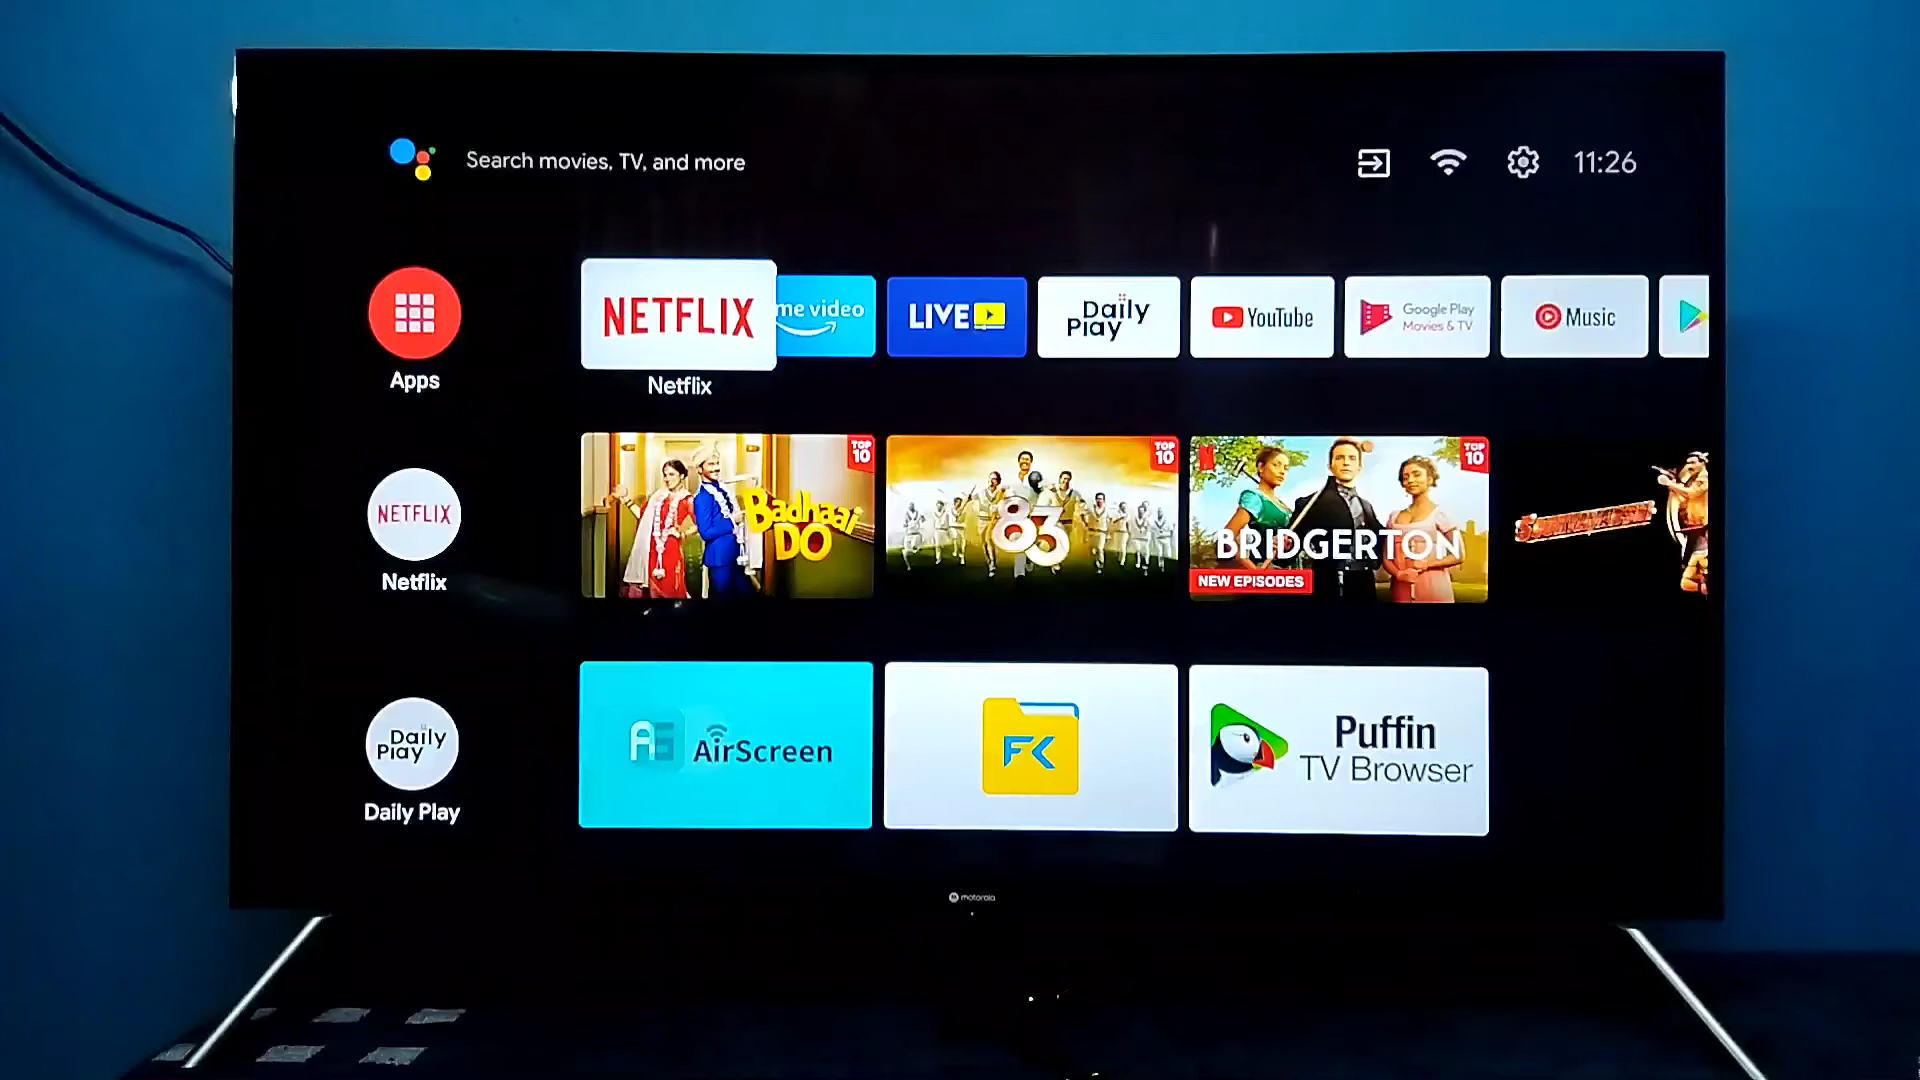 Search movies, TV, and more
11:26
NETFLIX
me video
LIVE
Daily
Play
YouTube
Google Play
Movies & TV
Music
Apps
Netflix
TOP
10
Badhaai
DO
TOP
10
83
TOP
10
BRIDGERTON
NEW EPISODES
NETFLIX
Netflix
AirScreen
FK
Puffin
TV Browser
Daily
Play
Daily Play
motorola